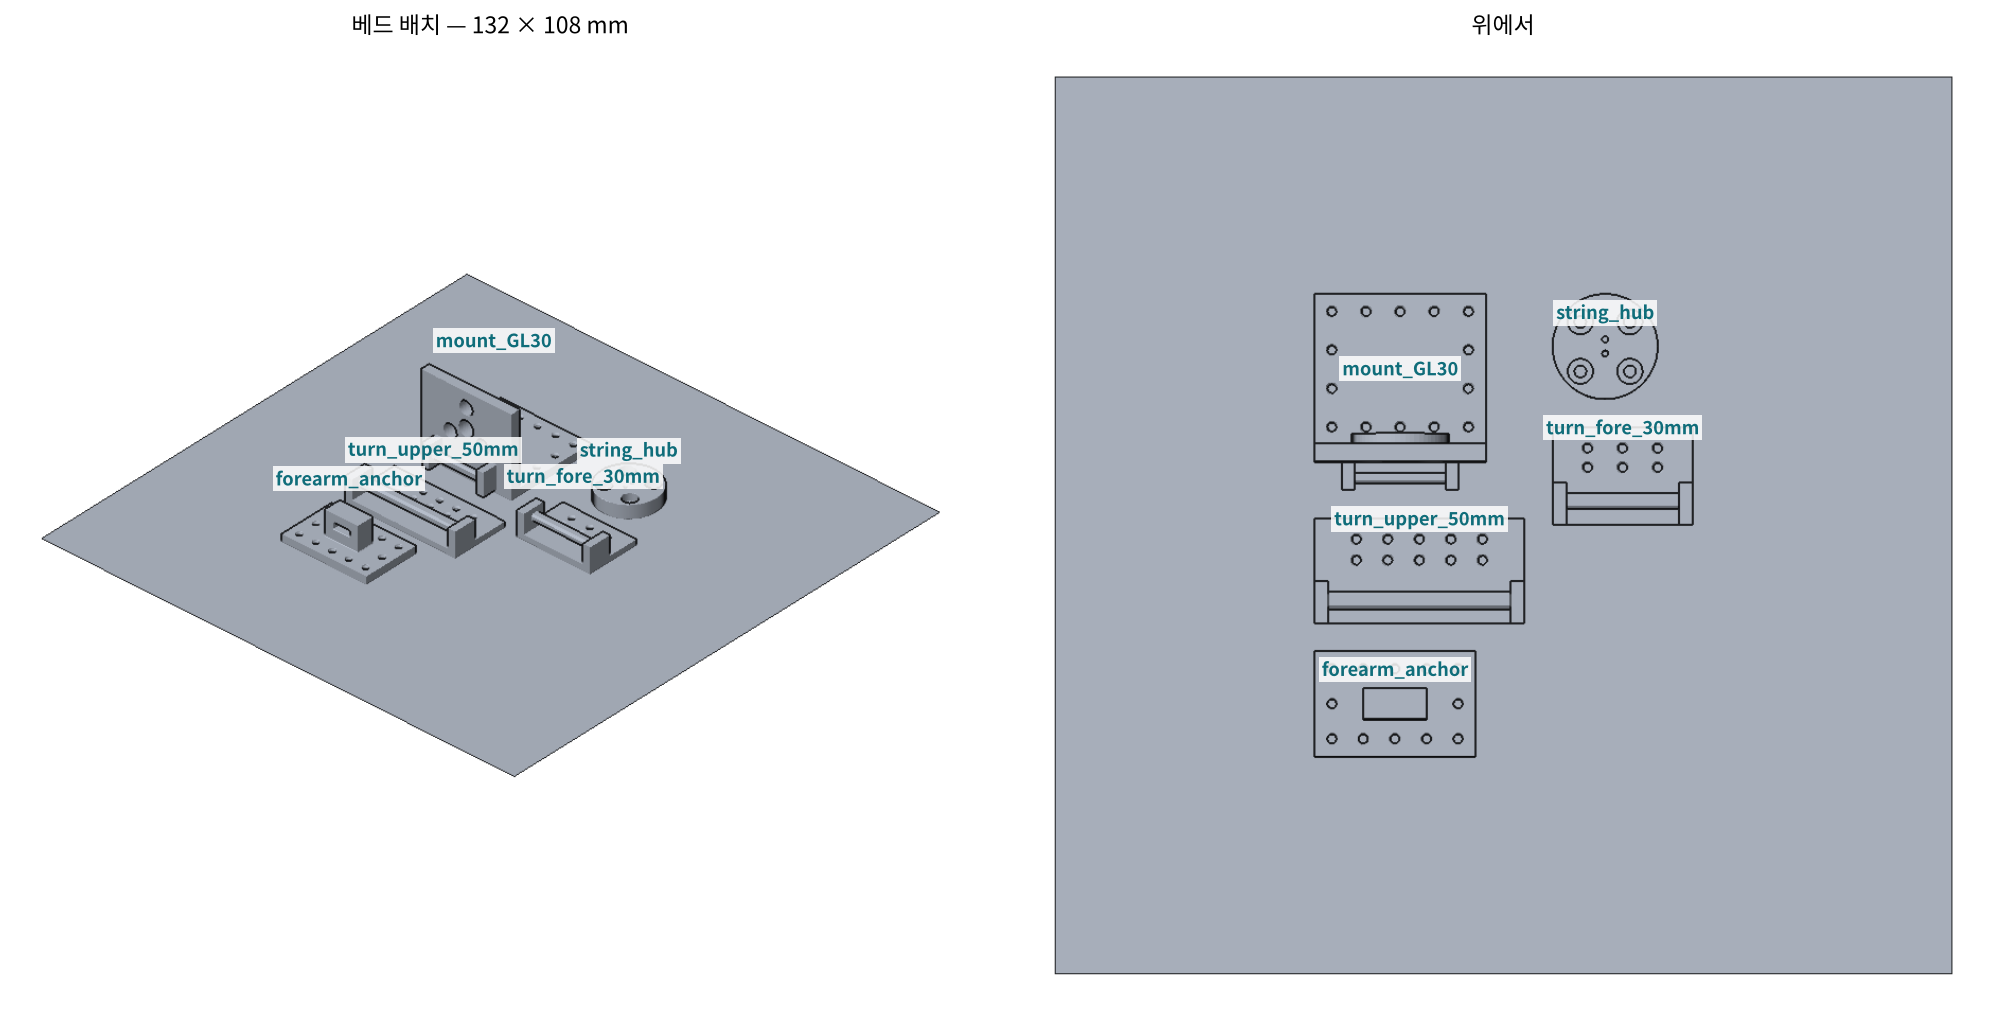 베드 배치 — 132 × 108 mm
mount_GL30
turn_upper_50mm
string_hub
forearm_anchor
turn_fore_30mm
위에서
string_hub
mount_GL30
turn_fore_30mm
turn_upper_50mm
forearm_anchor